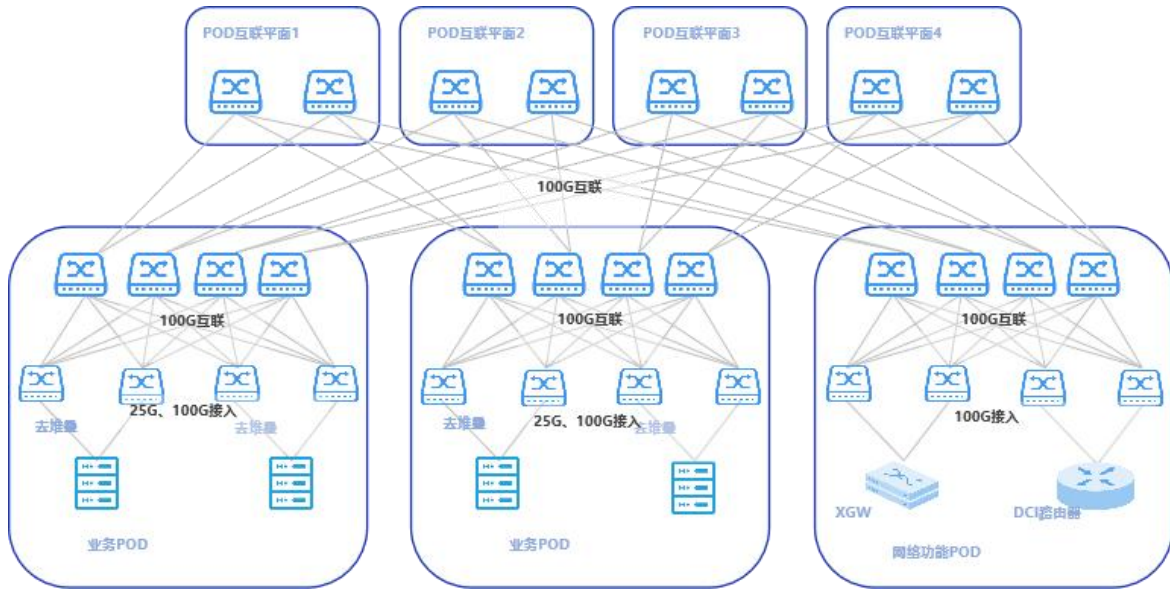 POD互联平面1
POD互联平面2
POD互联平面3
POD互联平面4
100G互联
100G互联
100G互联
100G互联
25G、100G接入
去堆叠
去堆叠
25G、100G接入
去堆叠
去堆叠
100G接入
XGW
DCI路由器
业务POD
业务POD
网络功能POD